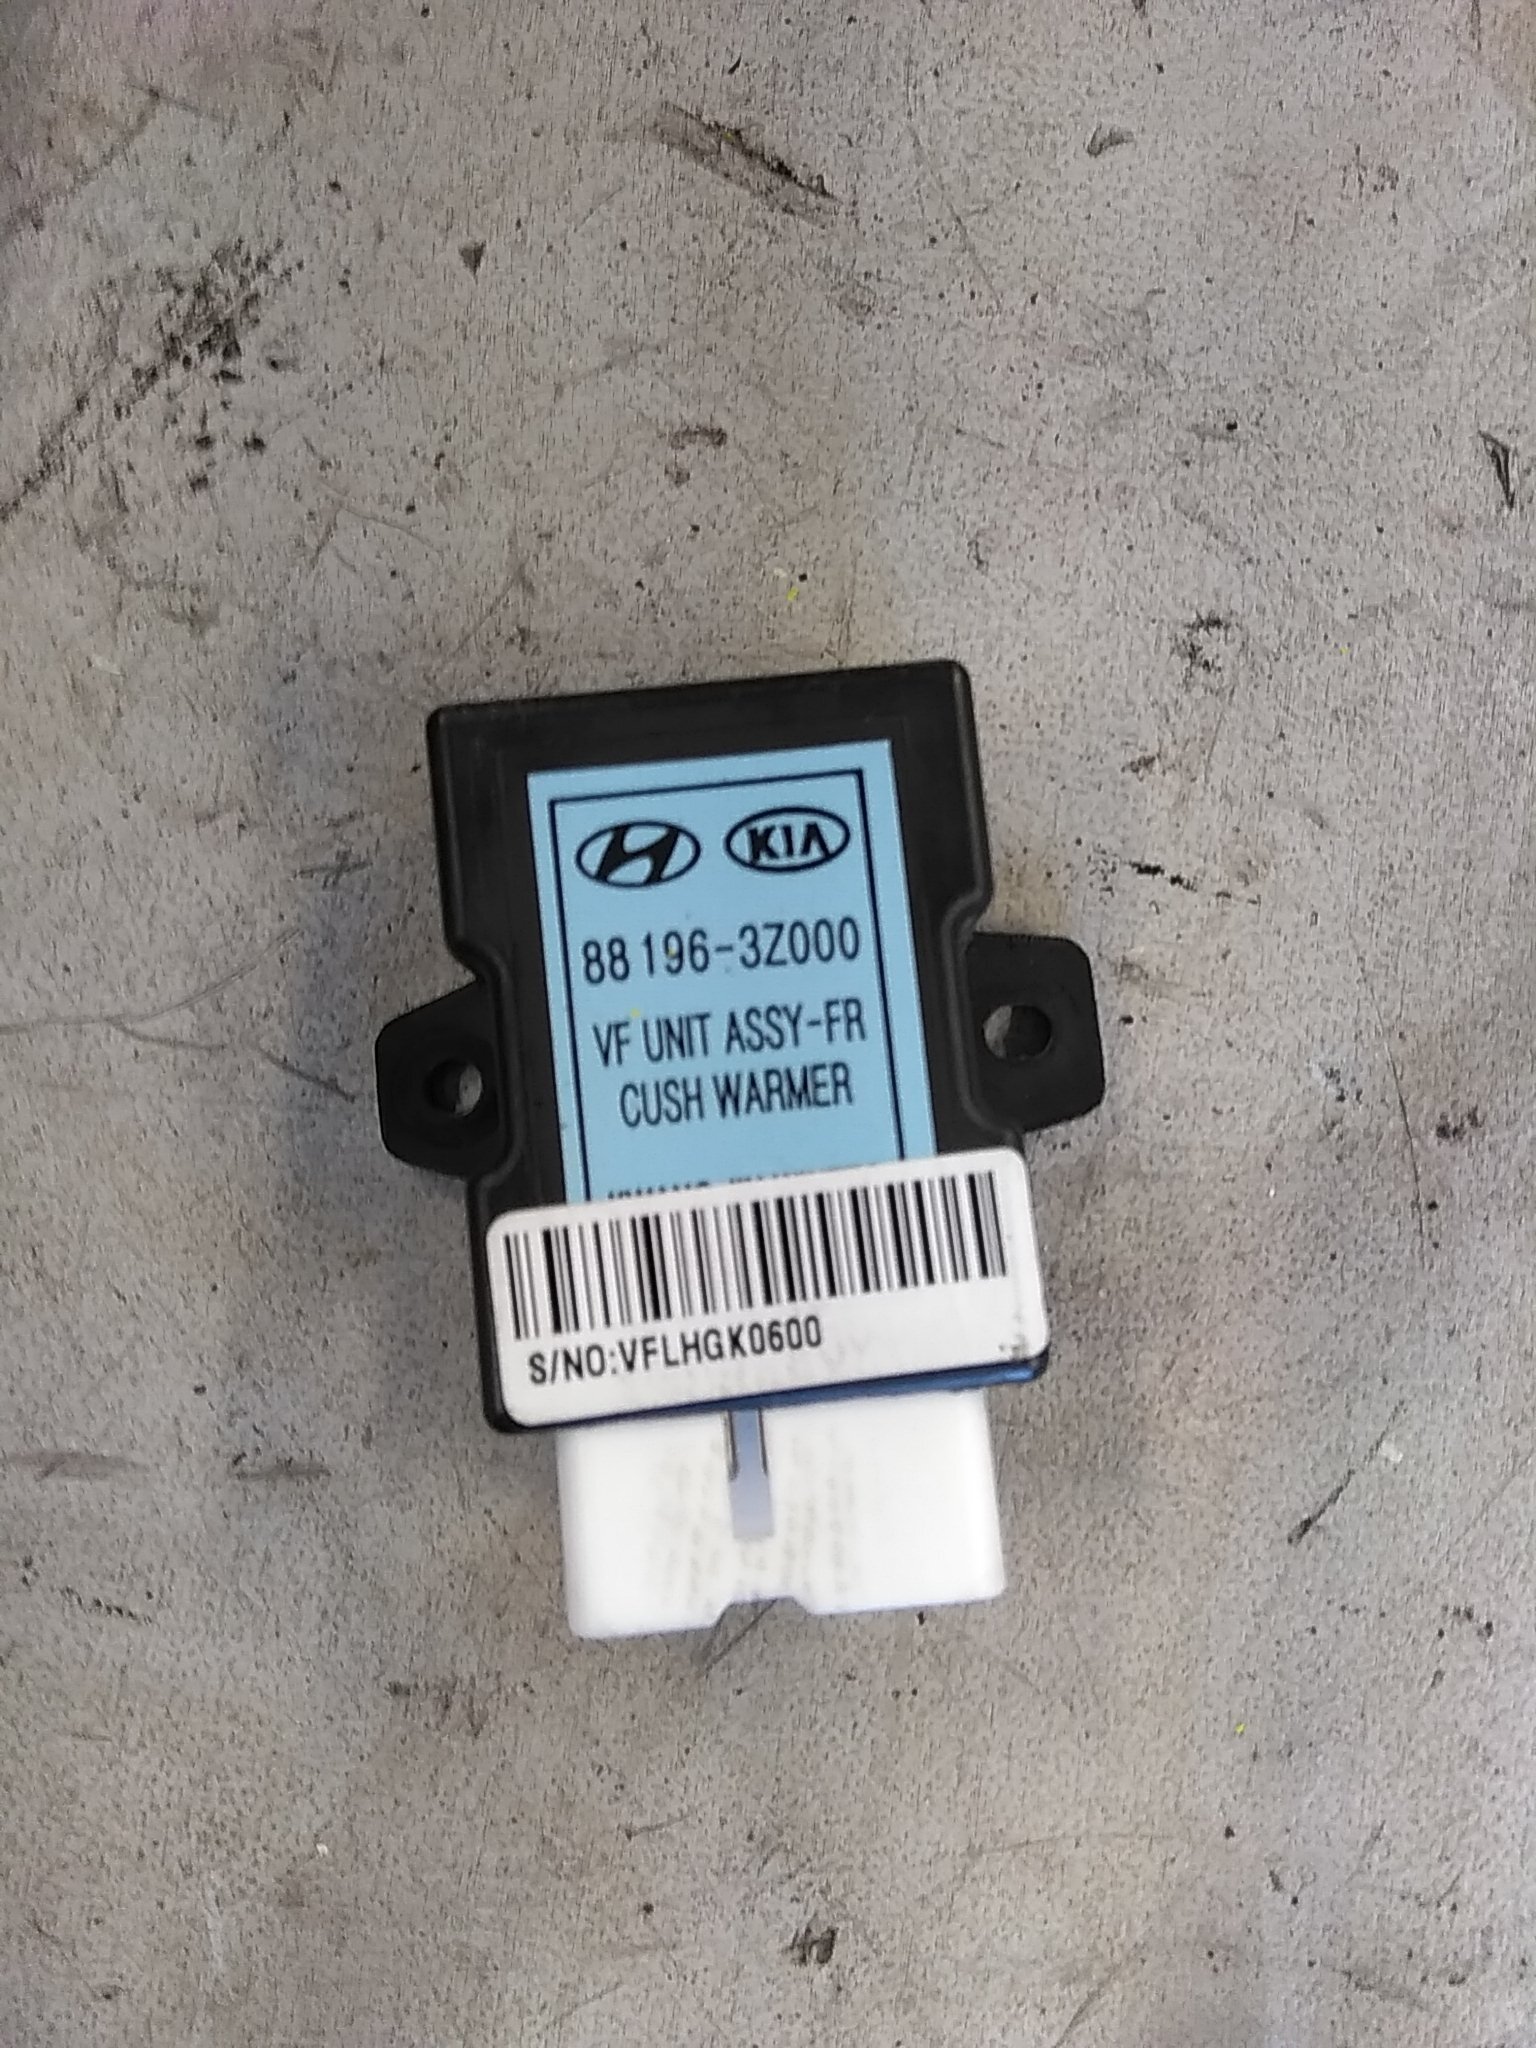 KIA
88196-3Z000
VF UNIT ASSY-FR
CUSH WARMER
S/NO:VFLHGK0600